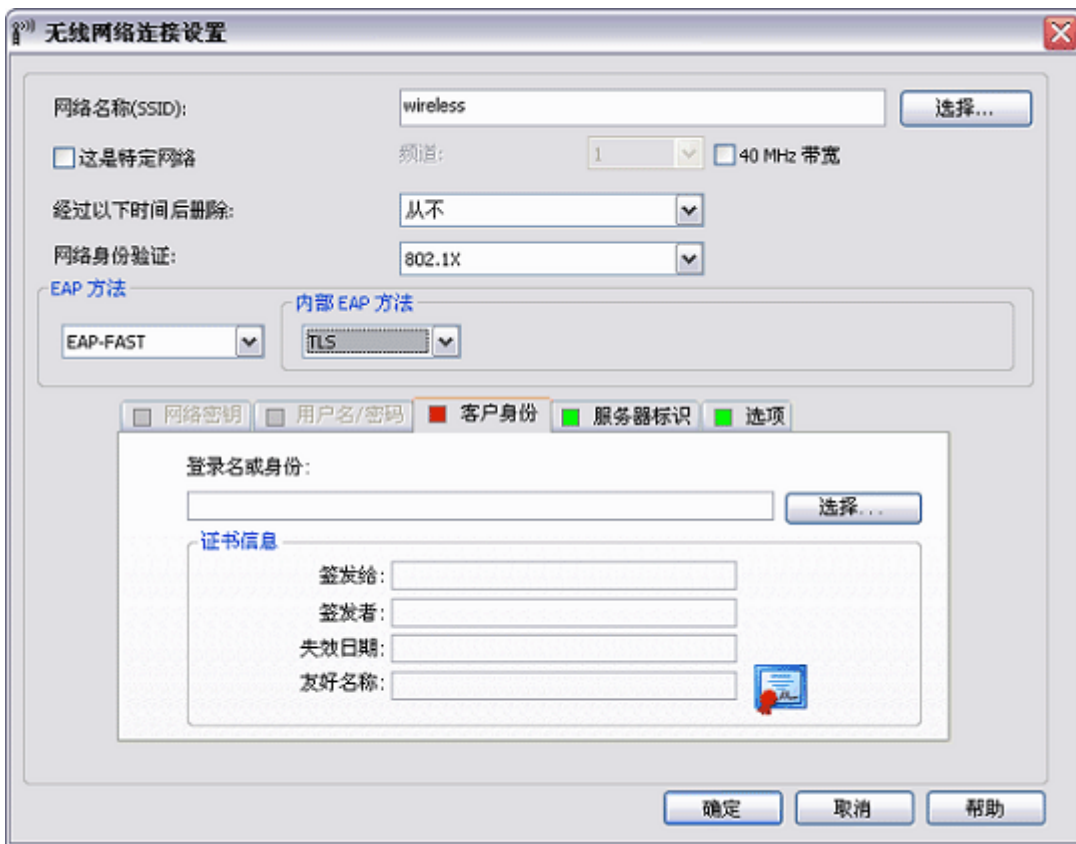 无线网络连接设置
网络名称(SSID): wireless 选择...
这是特定网络 频道: 1 40 MHz 带宽
经过以下时间后删除: 从不
网络身份验证: 802.1X
EAP 方法 内部 EAP 方法
EAP-FAST TLS
网络密钥 用户名/密码 客户身份 服务器标识 选项
登录名或身份:
选择...
证书信息
签发给:
签发者:
失效日期:
友好名称:
确定 取消 帮助